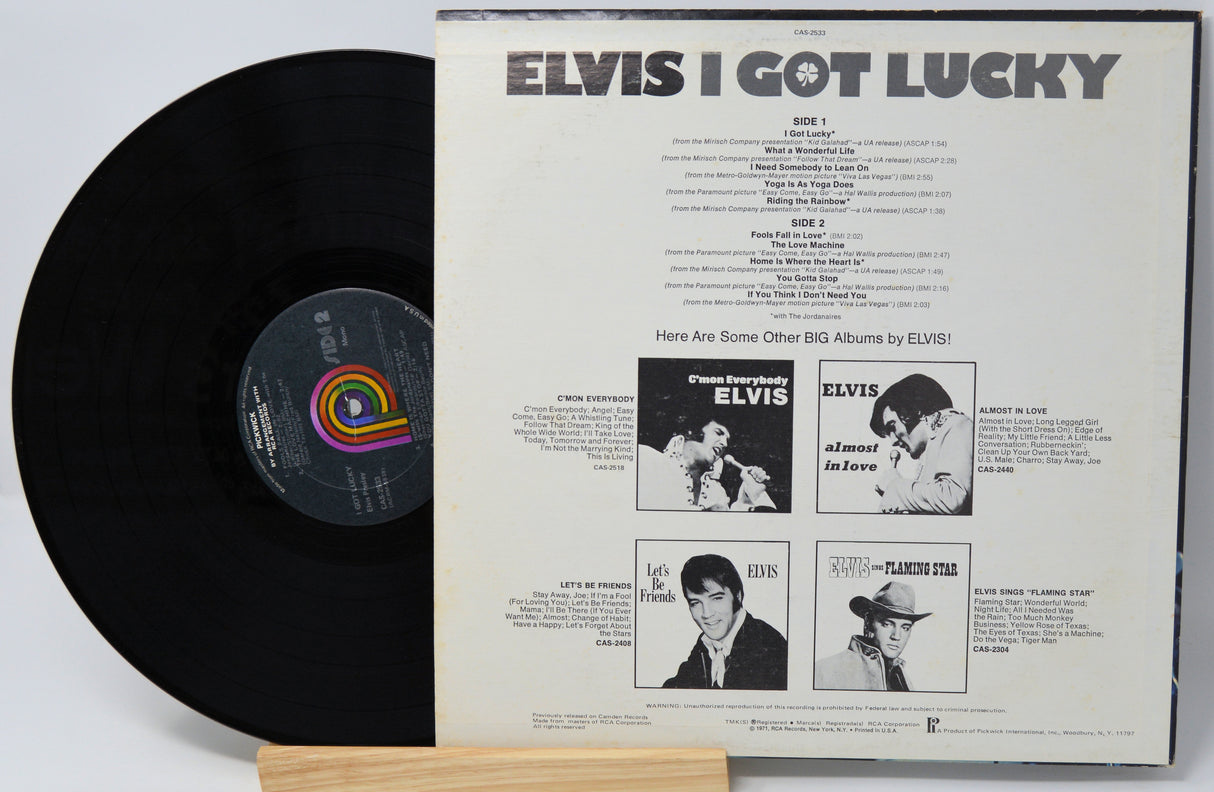 CAS-2533
ELVIS I GOT LUCKY
SIDE 1
I Got Lucky*
(from the Mirisch Company presentation "Kid Galahad"—a UA release) (ASCAP 1:54)
What a Wonderful Life
(from the Mirisch Company presentation "Follow That Dream"—a UA release) (ASCAP 2:28)
I Need Somebody to Lean On
(from the Metro-Goldwyn-Mayer motion picture "Viva Las Vegas") (BMI 2:55)
Yoga Is As Yoga Does
(from the Paramount picture "Easy Come, Easy Go"—a Hal Wallis production) (BMI 2:07)
Riding the Rainbow*
(from the Mirisch Company presentation "Kid Galahad"—a UA release) (ASCAP 1:38)
SIDE 2
Fools Fall in Love* (BMI 2:02)
The Love Machine
(from the Paramount picture "Easy Come, Easy Go"—a Hal Wallis production) (BMI 2:47)
Home Is Where the Heart Is*
(from the Mirisch Company presentation "Kid Galahad"—a UA release) (ASCAP 1:49)
You Gotta Stop
(from the Paramount picture "Easy Come, Easy Go"—a Hal Wallis production) (BMI 2:16)
If You Think I Don't Need You
(from the Metro-Goldwyn-Mayer motion picture "Viva Las Vegas") (BMI 2:03)
*with The Jordanaires
Here Are Some Other BIG Albums by ELVIS!
C'MON EVERYBODY
C'mon Everybody; Angel; Easy
Come, Easy Go; A Whistling Tune;
Follow That Dream; King of the
Whole Wide World; I'll Take Love;
Today, Tomorrow and Forever;
I'm Not the Marrying Kind;
This Is Living
CAS-2518
C'mon Everybody
ELVIS
ELVIS
almost
in love
ALMOST IN LOVE
Almost in Love; Long Legged Girl
(With the Short Dress On); Edge of
Reality; My Little Friend; A Little Less
Conversation; Rubberneckin';
Clean Up Your Own Back Yard;
U.S. Male; Charro; Stay Away, Joe
CAS-2440
LET'S BE FRIENDS
Stay Away, Joe; If I'm a Fool
(For Loving You); Let's Be Friends;
Mama; I'll Be There (If You Ever
Want Me); Almost; Change of Habit;
Have a Happy; Let's Forget About
the Stars
CAS-2408
Let's
Be
Friends
ELVIS
ELVIS SINGS FLAMING STAR
ELVIS SINGS "FLAMING STAR"
Flaming Star; Wonderful World;
Night Life; All I Needed Was
the Rain; Too Much Monkey
Business; Yellow Rose of Texas;
The Eyes of Texas; She's a Machine;
Do the Vega; Tiger Man
CAS-2304
WARNING: Unauthorized reproduction of this recording is prohibited by Federal law and subject to criminal prosecution.
Previously released on Camden Records
Made from masters of RCA Corporation
All rights reserved
TMK(S) ® Registered • Marca(s) Registrada(s) RCA Corporation
© 1971, RCA Records, New York, N.Y. • Printed in U.S.A.
A Product of Pickwick International, Inc., Woodbury, N. Y. 11797
SIDE 2
Mono
PICKWICK
BY ARRANGEMENT WITH
RCA RECORDS
I GOT LUCKY
Elvis Presley
CAS-2533